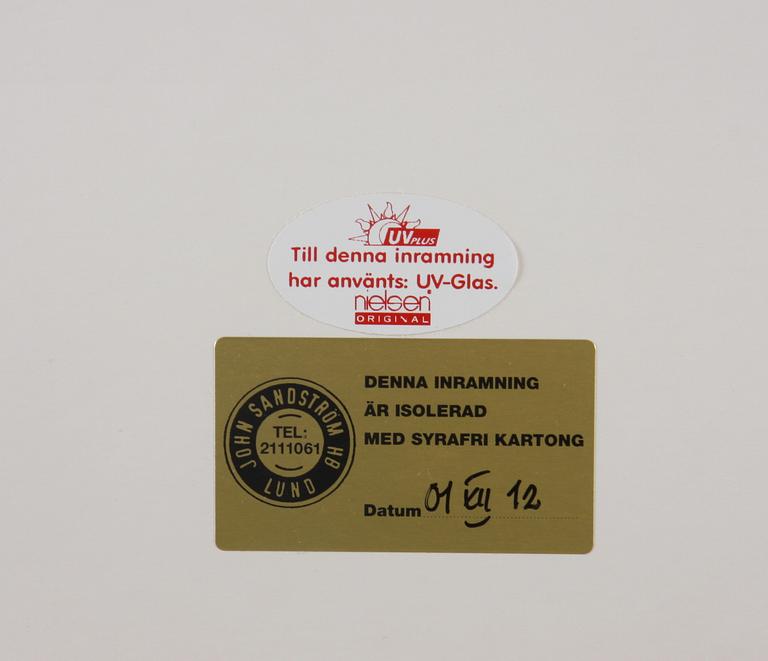 UV PLUS
Till denna inramning
har använts: UV-Glas.
nielsen
ORIGINAL
JOHN SANDSTRÖM HB
TEL:
2111061
LUND
DENNA INRAMNING
ÄR ISOLERAD
MED SYRAFRI KARTONG
Datum 01 XII 12